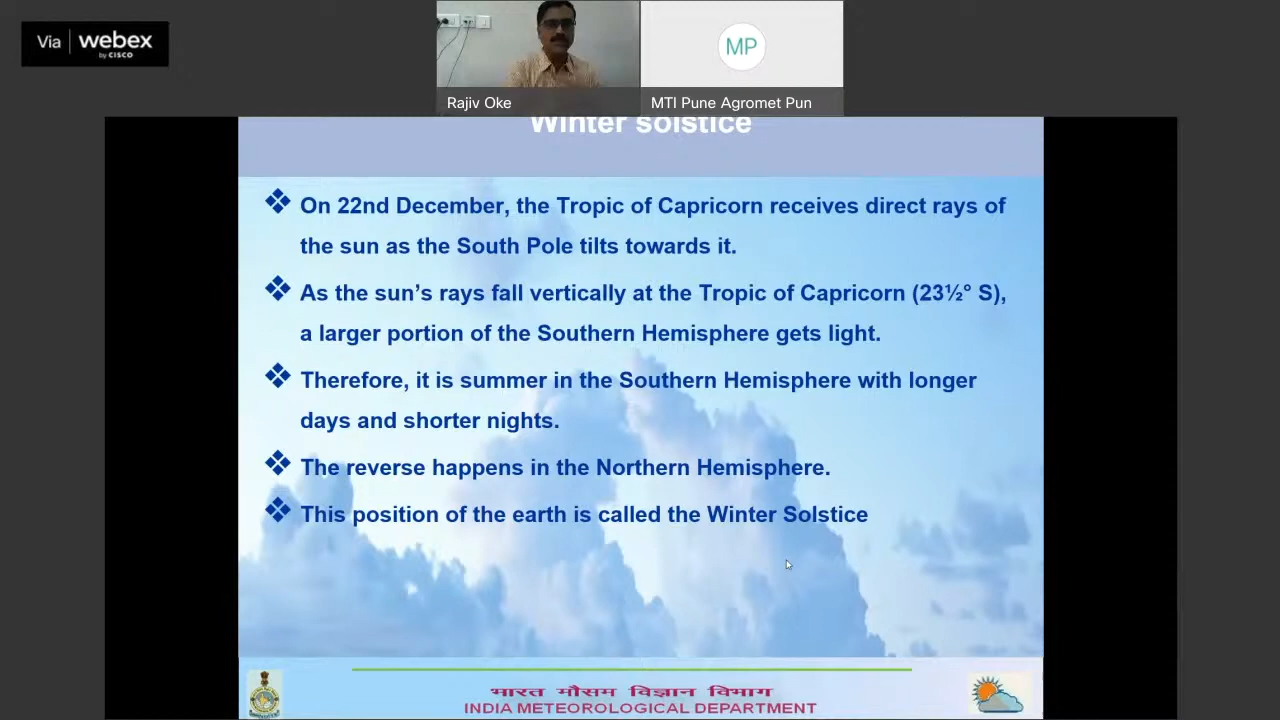 Via webex
by CISCO
MP
Rajiv Oke
MTI Pune Agromet Pun
Winter solstice
On 22nd December, the Tropic of Capricorn receives direct rays of
the sun as the South Pole tilts towards it.
As the sun’s rays fall vertically at the Tropic of Capricorn (23½° S),
a larger portion of the Southern Hemisphere gets light.
Therefore, it is summer in the Southern Hemisphere with longer
days and shorter nights.
The reverse happens in the Northern Hemisphere.
This position of the earth is called the Winter Solstice
भारत मौसम विज्ञान विभाग
INDIA METEOROLOGICAL DEPARTMENT